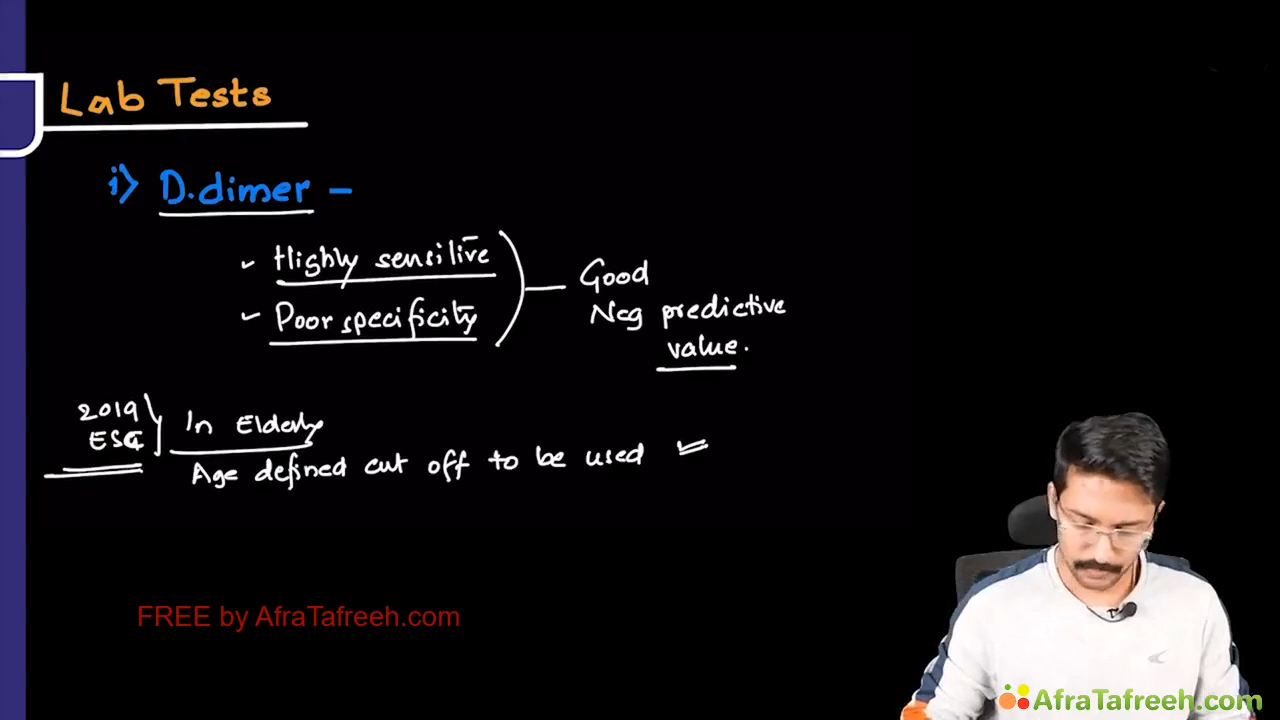 Lab Tests
i) D.dimer -
Highly sensitive
Poor specificity
Good
Neg predictive
value.
2019
ESC
In Elderly
Age defined cut off to be used
FREE by AfraTafreeh.com
AfraTafreeh.com